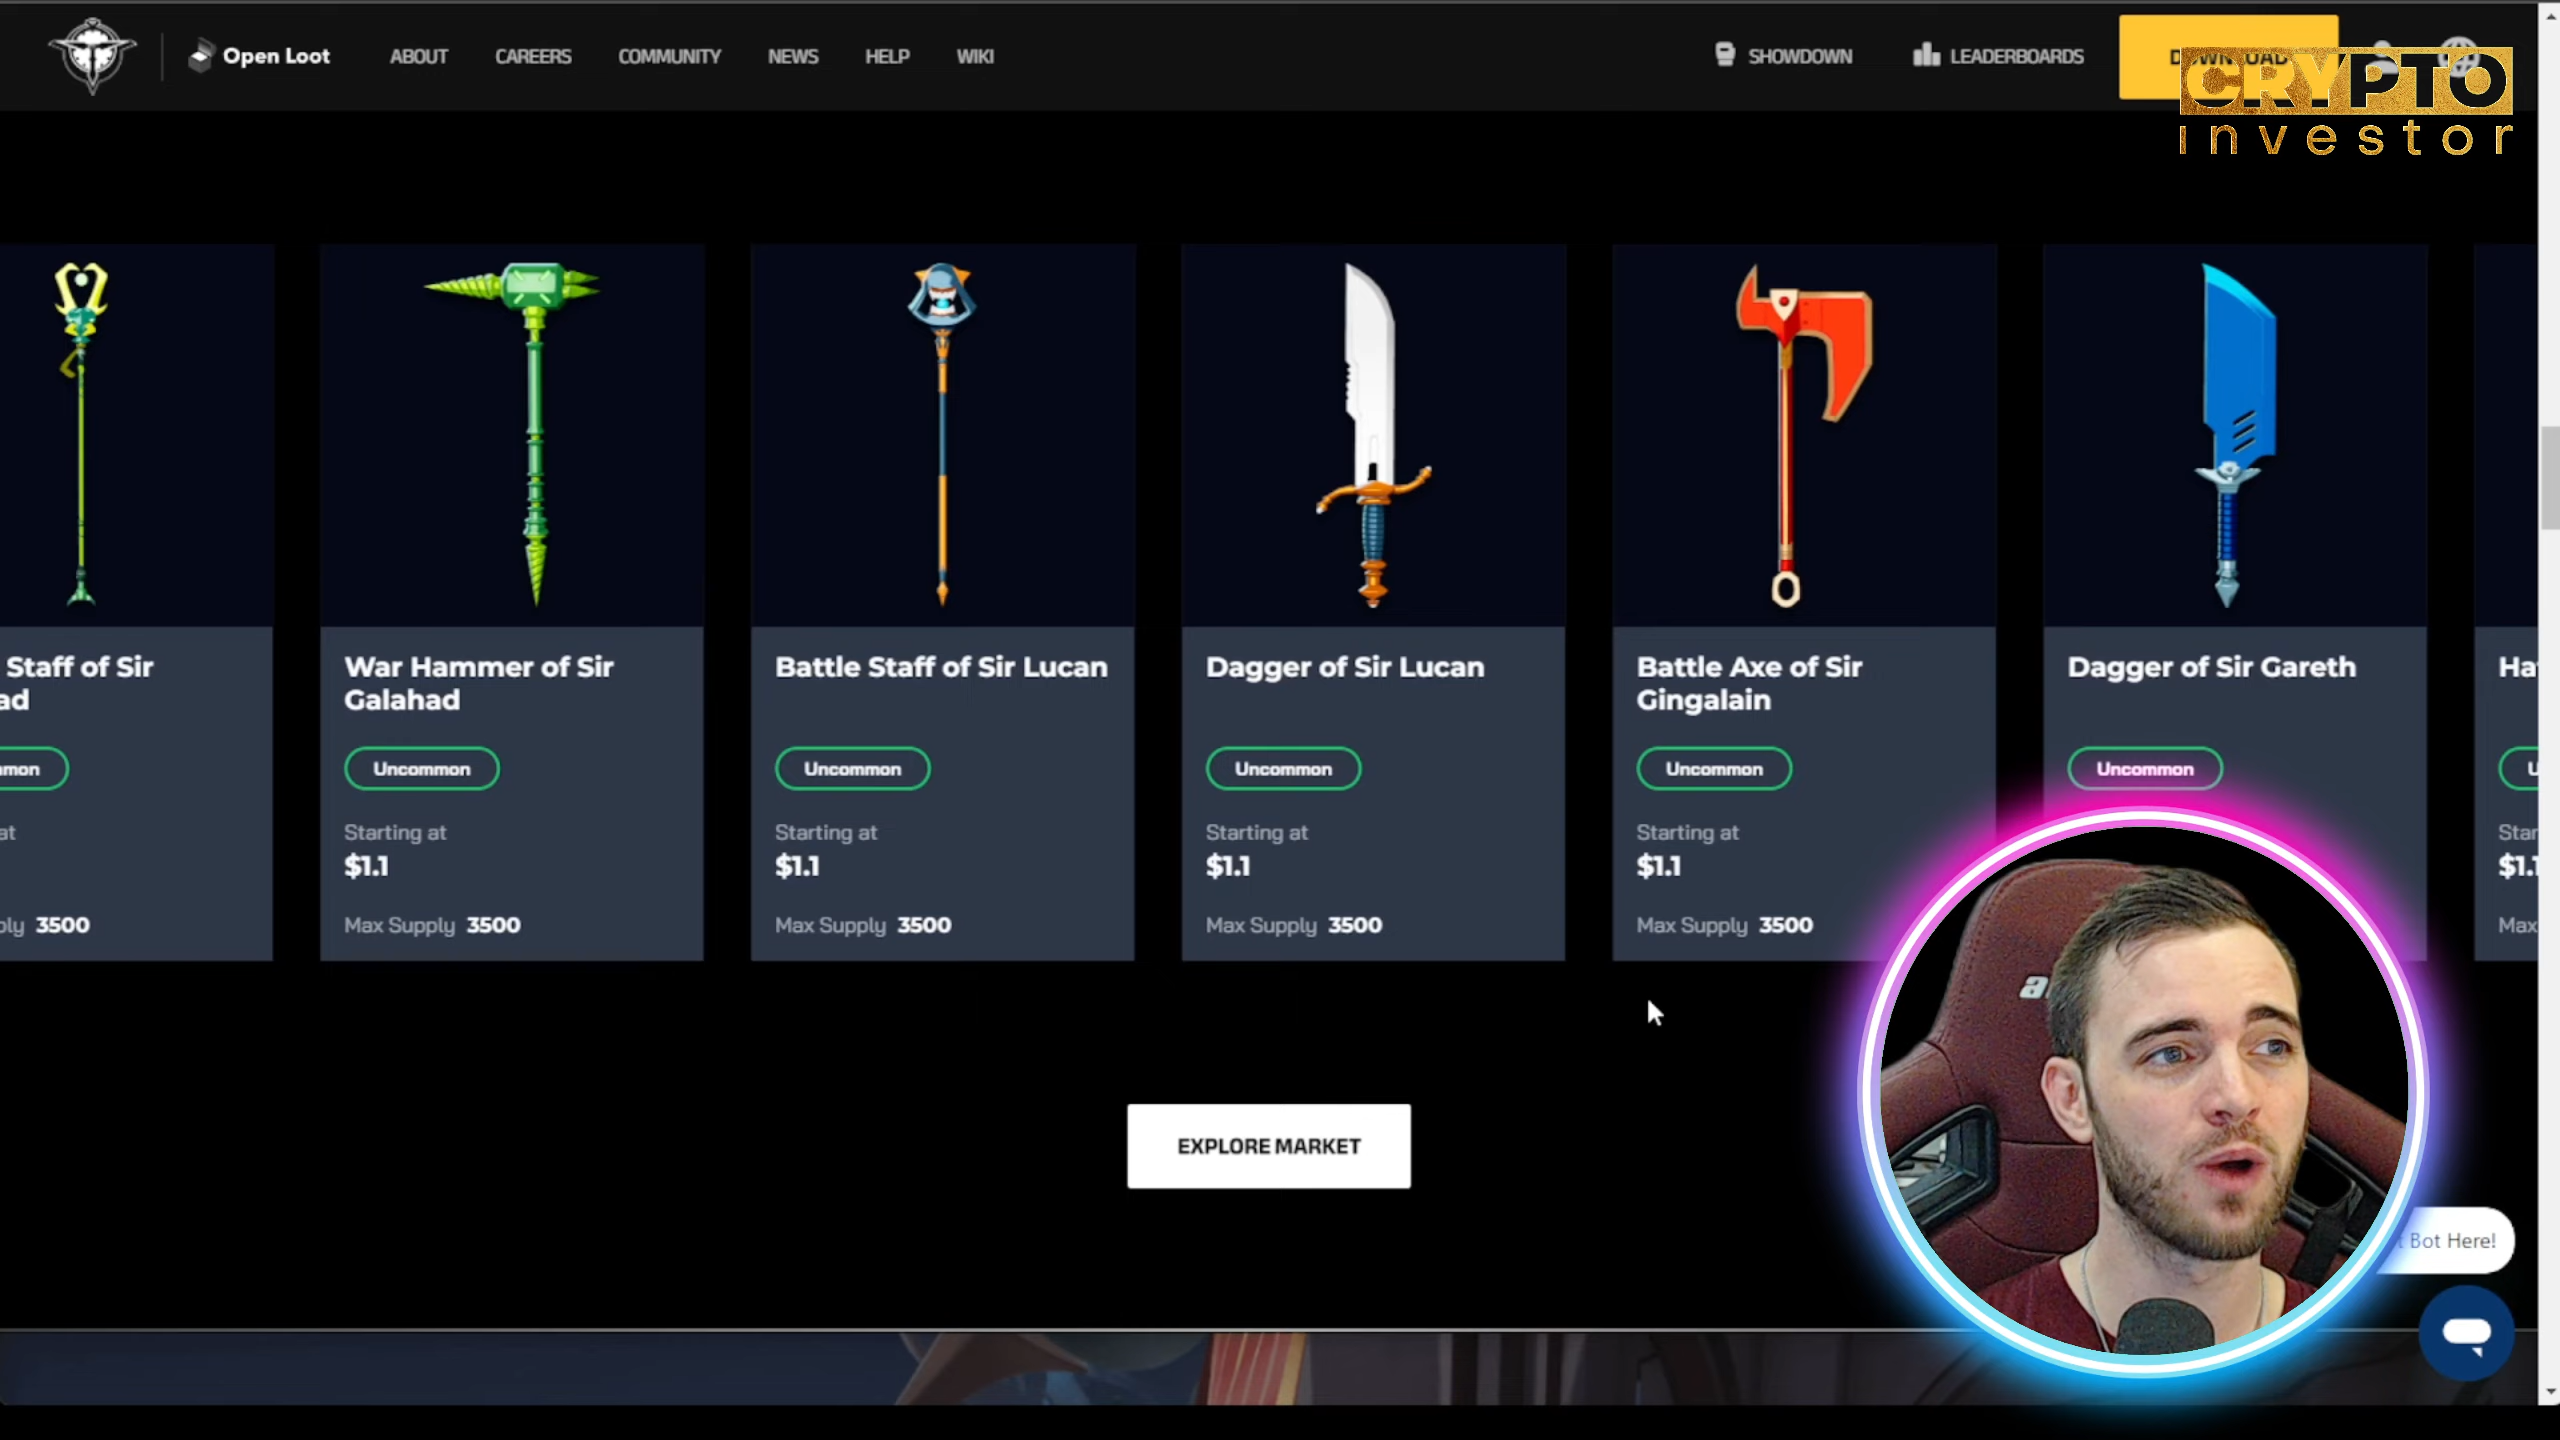 Open Loot
ABOUT
CAREERS
COMMUNITY
NEWS
HELP
WIKI
SHOWDOWN
LEADERBOARDS
DOWNLOAD
CRYPTO
investor
Staff of Sir
War Hammer of Sir
Galahad
Uncommon
Starting at
$1.1
Max Supply 3500
Battle Staff of Sir Lucan
Uncommon
Starting at
$1.1
Max Supply 3500
Dagger of Sir Lucan
Uncommon
Starting at
$1.1
Max Supply 3500
Battle Axe of Sir
Gingalain
Uncommon
Starting at
$1.1
Max Supply 3500
Dagger of Sir Gareth
Uncommon
3500
$1.1
Max
EXPLORE MARKET
Bot Here!